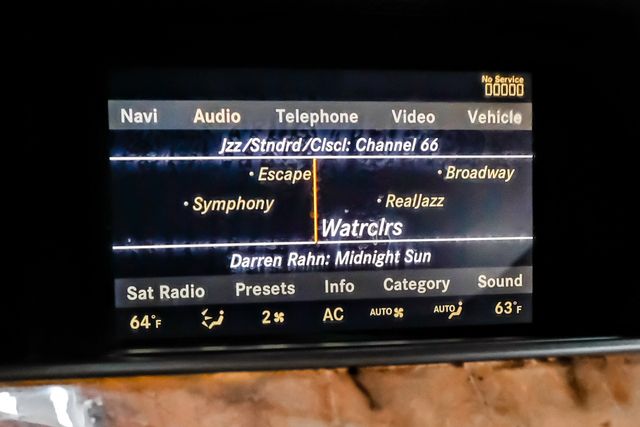 No Service
00000
Navi Audio Telephone Video Vehicle
Jzz/Stndrd/Clscl: Channel 66
• Escape • Broadway
• Symphony • RealJazz
Watrclrs
Darren Rahn: Midnight Sun
Sat Radio Presets Info Category Sound
64°F 2 AC AUTO AUTO 63°F